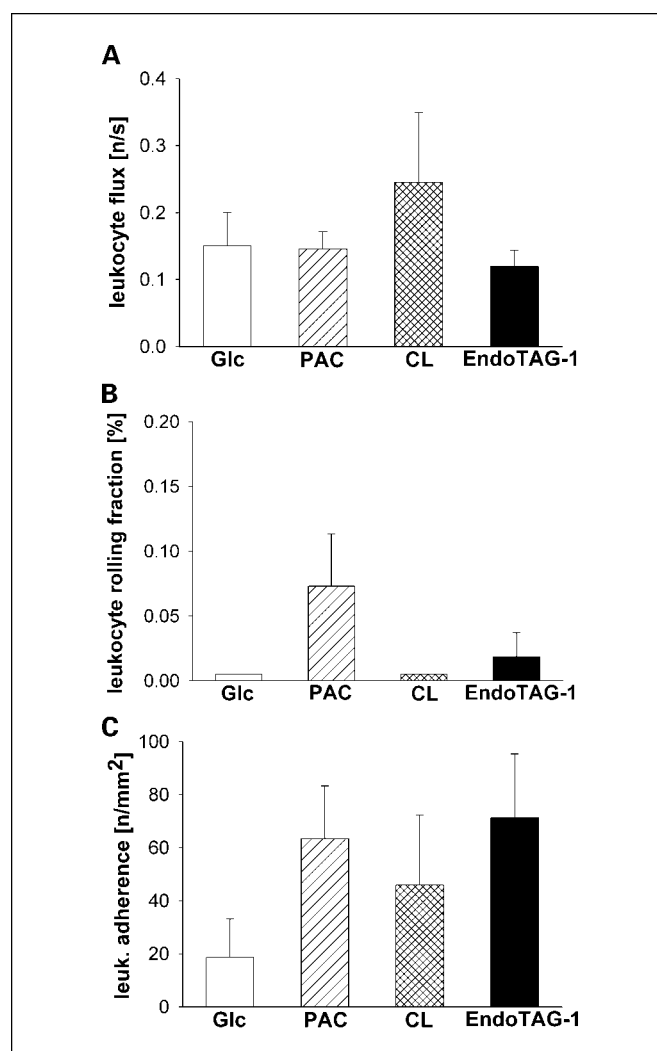 A
leukocyte flux [n/s]
0.4
0.3
0.2
0.1
0.0
Glc PAC CL EndoTAG-1
B
leukocyte rolling fraction [%]
0.20
0.15
0.10
0.05
0.00
Glc PAC CL EndoTAG-1
C
leuk. adherence [n/mm²]
100
80
60
40
20
0
Glc PAC CL EndoTAG-1